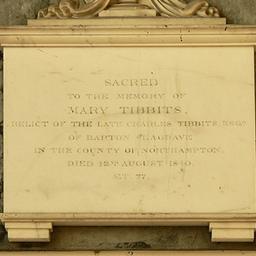 SACRED
TO THE MEMORY OF
MARY TIBBITS,
RELICT OF THE LATE CHARLES TIBBITS ESQR.
OF BARTON SEAGRAVE
IN THE COUNTY OF NORTHAMPTON,
DIED 12TH AUGUST 1840.
ÆT. 77.